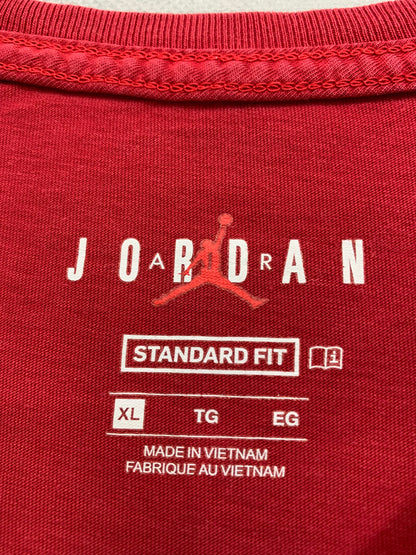 JORDAN
AIR
STANDARD FIT
XL TG EG
MADE IN VIETNAM
FABRIQUE AU VIETNAM